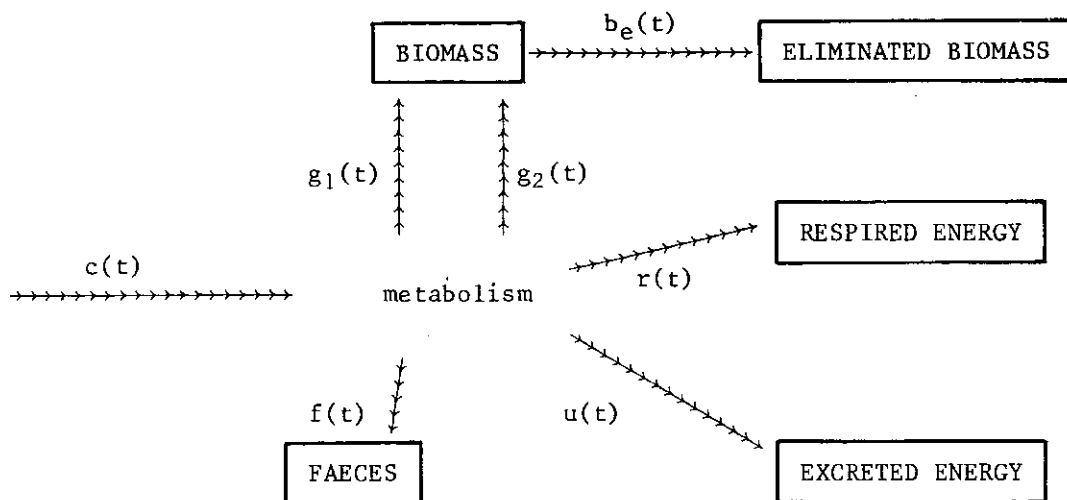 b_e(t)
BIOMASS
ELIMINATED BIOMASS
g_1(t)
g_2(t)
RESPIRED ENERGY
c(t)
r(t)
metabolism
f(t)
u(t)
FAECES
EXCRETED ENERGY